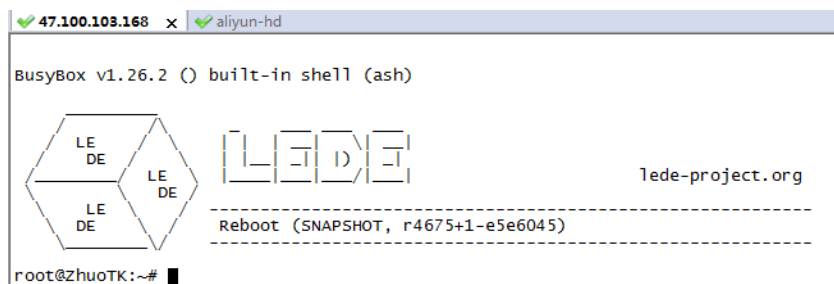 47.100.103.168 x aliyun-hd
BusyBox v1.26.2 () built-in shell (ash)
LE
DE
LE
DE
LE
DE
LEDE
lede-project.org
Reboot (SNAPSHOT, r4675+1-e5e6045)
root@ZhuoTK:~#